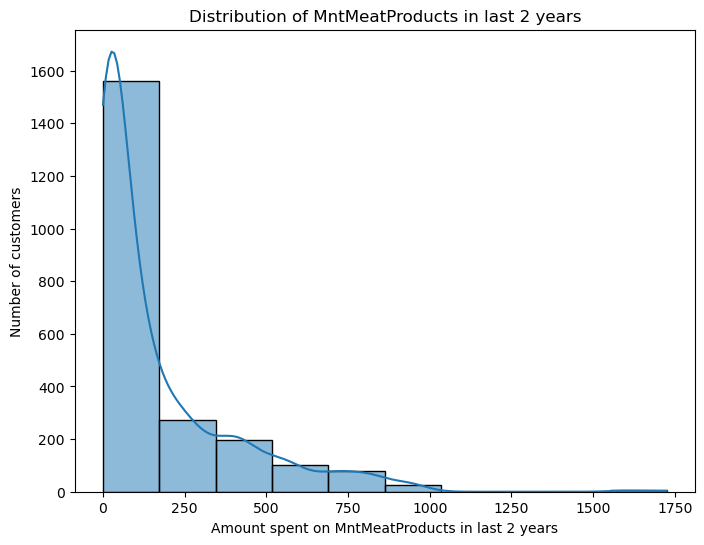 Distribution of MntMeatProducts in last 2 years
Number of customers
1600
1400
1200
1000
800
600
400
200
0
0 250 500 750 1000 1250 1500 1750
Amount spent on MntMeatProducts in last 2 years